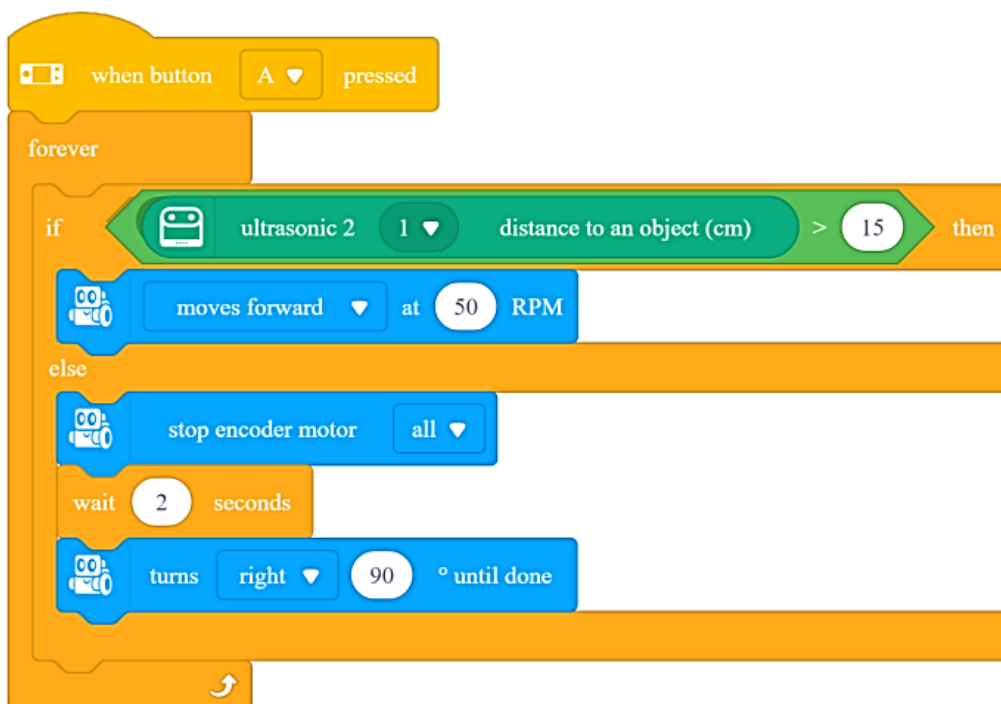 when button A pressed
forever
if ultrasonic 2 1 distance to an object (cm) > 15 then
moves forward at 50 RPM
else
stop encoder motor all
wait 2 seconds
turns right 90 ° until done